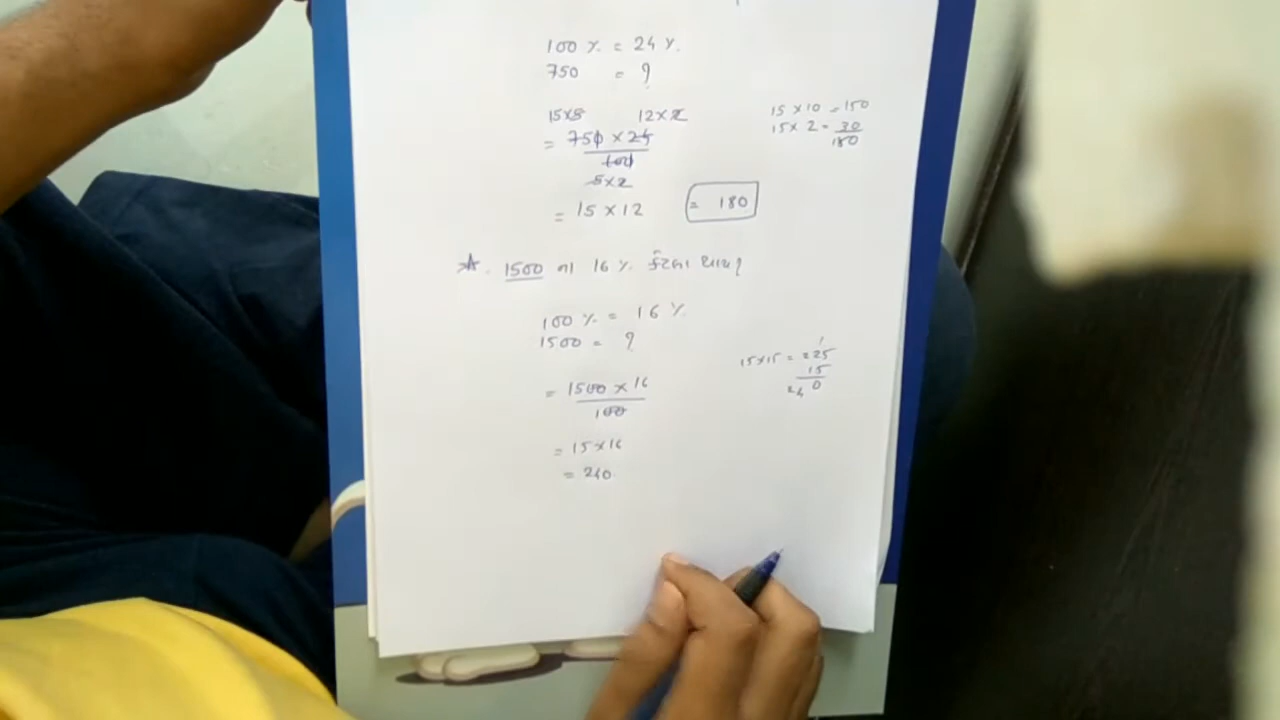 100 % = 24 %.
750 = ?
15×5 12×2
= 750 × 24
100
5×2
= 15 × 12 = 180
15 × 10 = 150
15 × 2 = 30
180
☆. 1500 ના 16 % કેટલા થાય?
100 % = 16 %
1500 = ?
= 1500 × 16
100
= 15×16
= 240
1
15×15 = 225
15
240